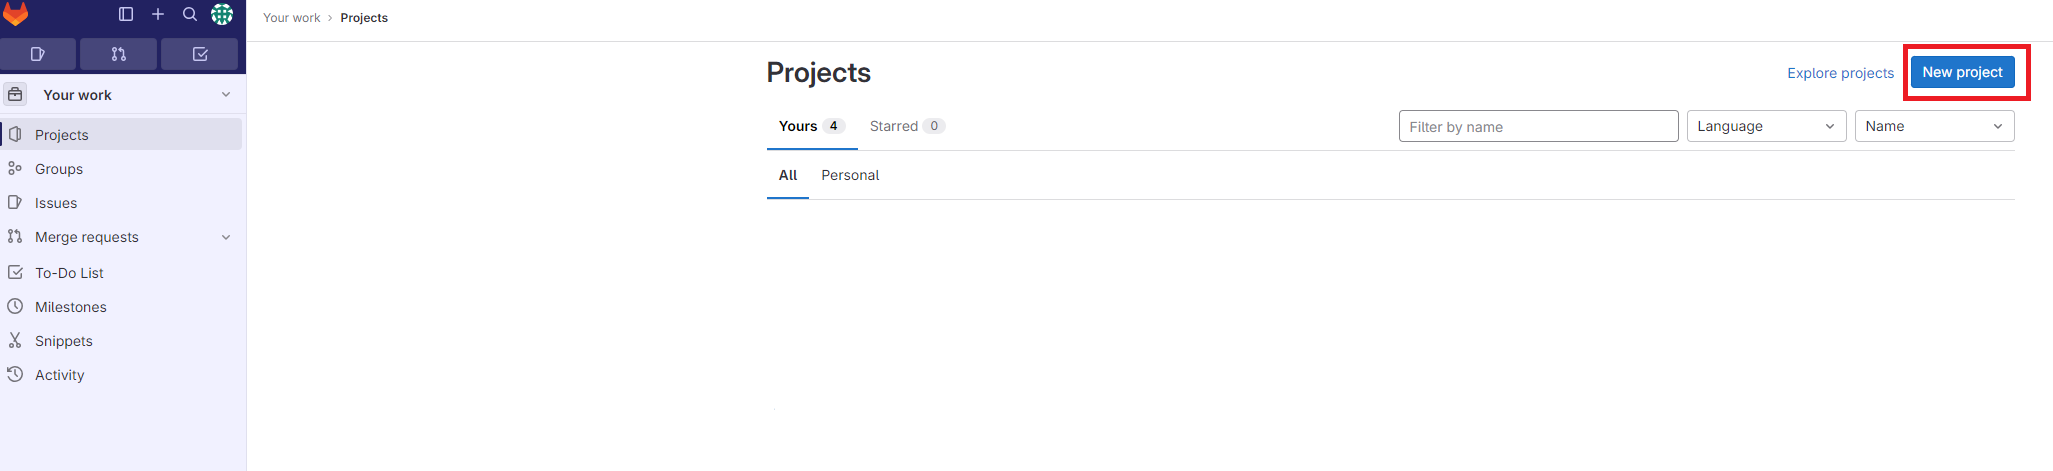 Your work › Projects
Your work
Projects
Groups
Issues
Merge requests
To-Do List
Milestones
Snippets
Activity
Projects
Explore projects
New project
Yours 4
Starred 0
Filter by name
Language
Name
All
Personal